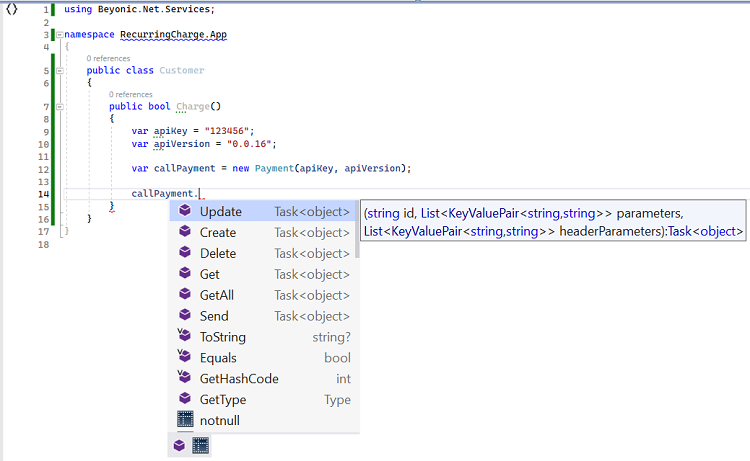 1 using Beyonic.Net.Services;
2
3 namespace RecurringCharge.App
4 {
0 references
5 public class Customer
6 {
0 references
7 public bool Charge()
8 {
9 var apiKey = "123456";
10 var apiVersion = "0.0.16";
11
12 var callPayment = new Payment(apiKey, apiVersion);
13
14 callPayment.
15 }
16 }
17 }
18
Update Task<object>
Create Task<object>
Delete Task<object>
Get Task<object>
GetAll Task<object>
Send Task<object>
ToString string?
Equals bool
GetHashCode int
GetType Type
notnull
(string id, List<KeyValuePair<string,string>> parameters,
List<KeyValuePair<string,string>> headerParameters):Task<object>